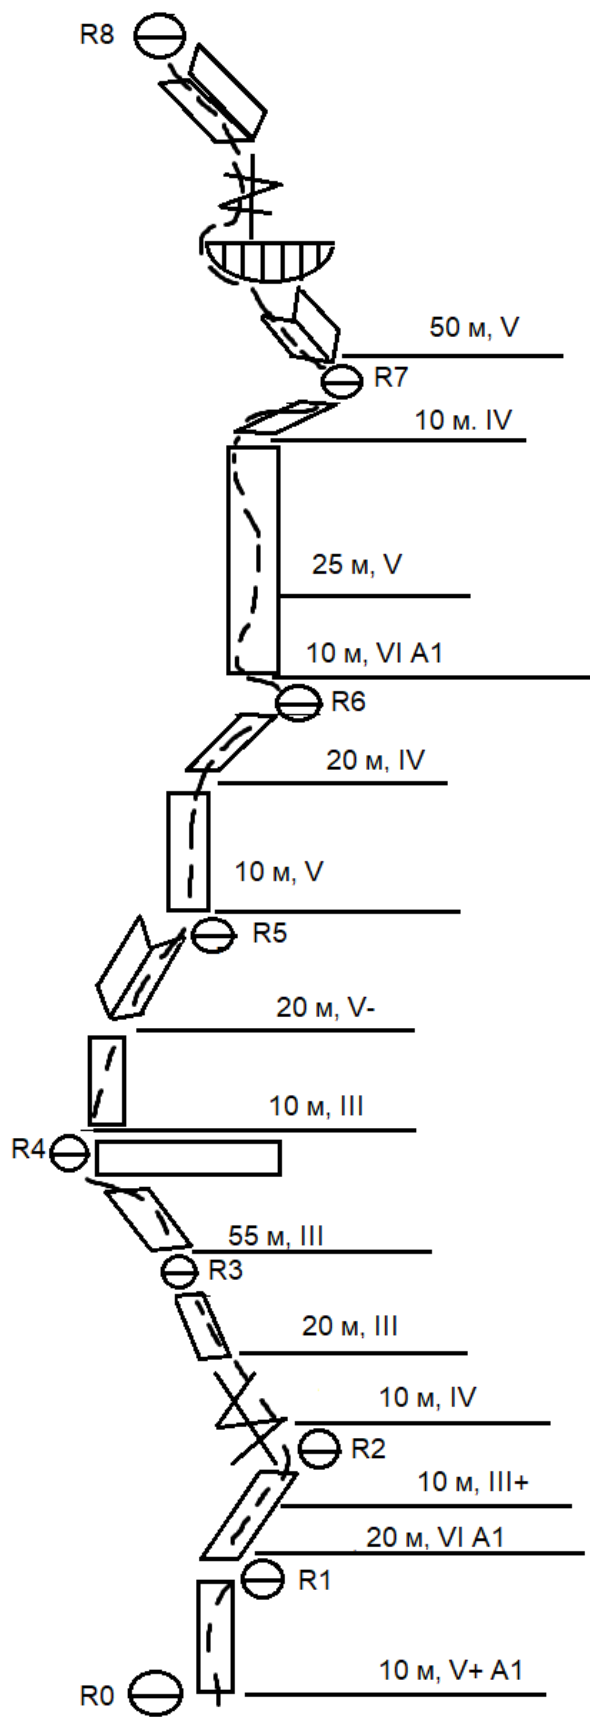 R8
50 м, V
R7
10 м. IV
25 м, V
10 м, VI A1
R6
20 м, IV
10 м, V
R5
20 м, V-
10 м, III
R4
55 м, III
R3
20 м, III
10 м, IV
R2
10 м, III+
20 м, VI A1
R1
10 м, V+ A1
R0